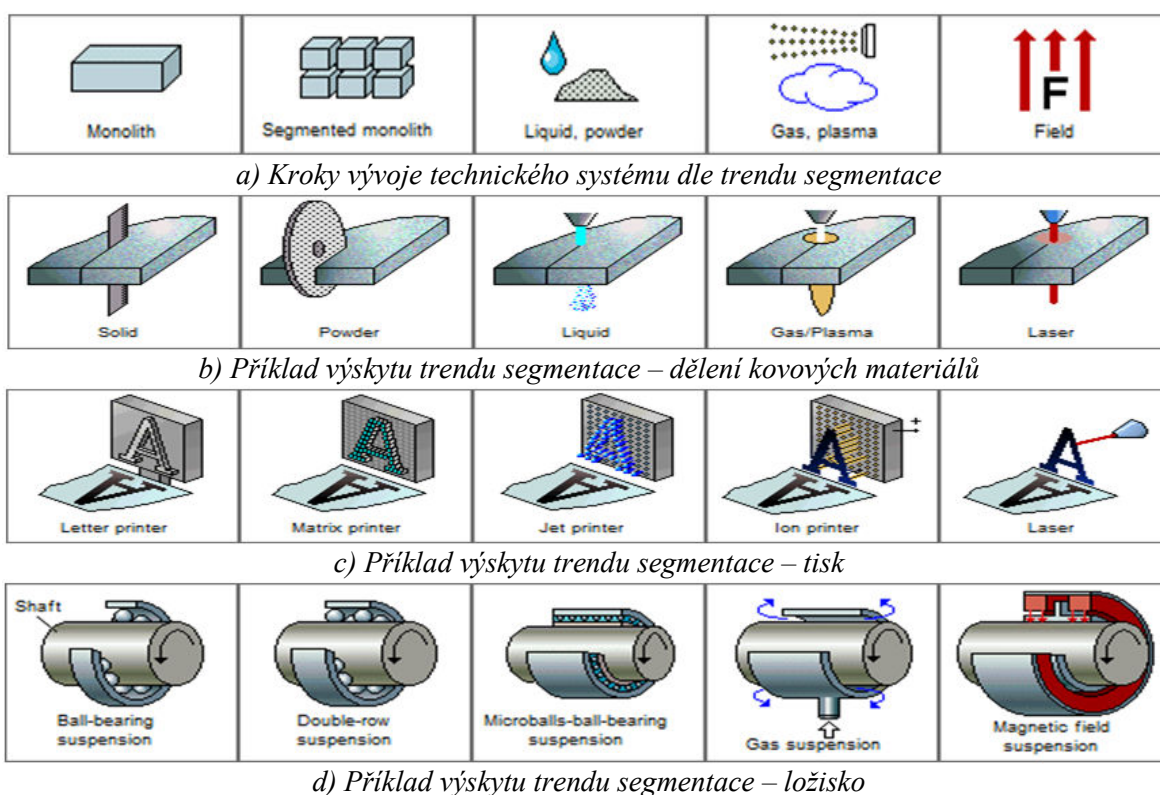 F
Monolith
Segmented monolith
Liquid, powder
Gas, plasma
Field
a) Kroky vývoje technického systému dle trendu segmentace
Solid
Powder
Liquid
Gas/Plasma
Laser
b) Příklad výskytu trendu segmentace – dělení kovových materiálů
A A
A A
A A
A A +
A A
Letter printer
Matrix printer
Jet printer
Ion printer
Laser
c) Příklad výskytu trendu segmentace – tisk
Shaft
Ball-bearing
suspension
Double-row
suspension
Microballs-ball-bearing
suspension
Gas suspension
Magnetic field
suspension
d) Příklad výskytu trendu segmentace – ložisko